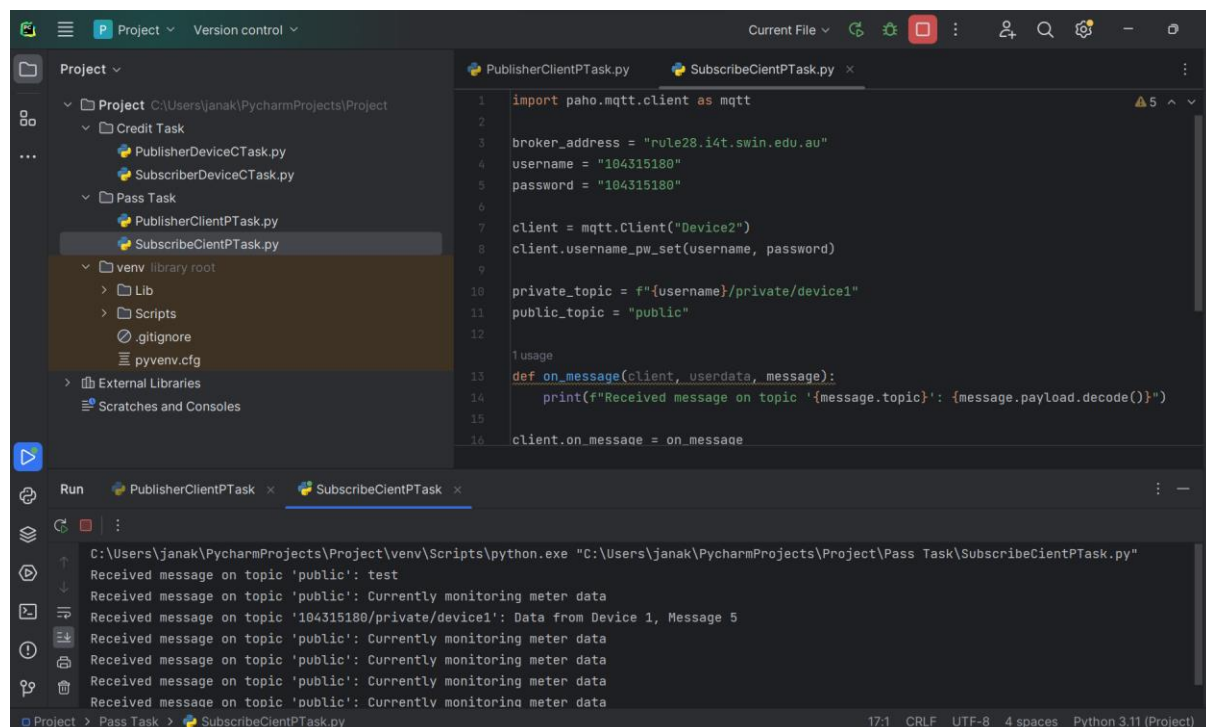 P Project Version control Current File
Project
Project C:\Users\janak\PycharmProjects\Project
Credit Task
PublisherDeviceCTask.py
SubscriberDeviceCTask.py
Pass Task
PublisherClientPTask.py
SubscribeCientPTask.py
venv library root
Lib
Scripts
.gitignore
pyvenv.cfg
External Libraries
Scratches and Consoles
PublisherClientPTask.py SubscribeCientPTask.py
5
1 import paho.mqtt.client as mqtt
2
3 broker_address = "rule28.i4t.swin.edu.au"
4 username = "104315180"
5 password = "104315180"
6
7 client = mqtt.Client("Device2")
8 client.username_pw_set(username, password)
9
10 private_topic = f"{username}/private/device1"
11 public_topic = "public"
12
1 usage
13 def on_message(client, userdata, message):
14 print(f"Received message on topic '{message.topic}': {message.payload.decode()}")
15
16 client.on_message = on_message
Run PublisherClientPTask SubscribeCientPTask
C:\Users\janak\PycharmProjects\Project\venv\Scripts\python.exe "C:\Users\janak\PycharmProjects\Project\Pass Task\SubscribeCientPTask.py"
Received message on topic 'public': test
Received message on topic 'public': Currently monitoring meter data
Received message on topic '104315180/private/device1': Data from Device 1, Message 5
Received message on topic 'public': Currently monitoring meter data
Received message on topic 'public': Currently monitoring meter data
Received message on topic 'public': Currently monitoring meter data
Received message on topic 'public': Currently monitoring meter data
Project > Pass Task > SubscribeCientPTask.py 17:1 CRLF UTF-8 4 spaces Python 3.11 (Project)